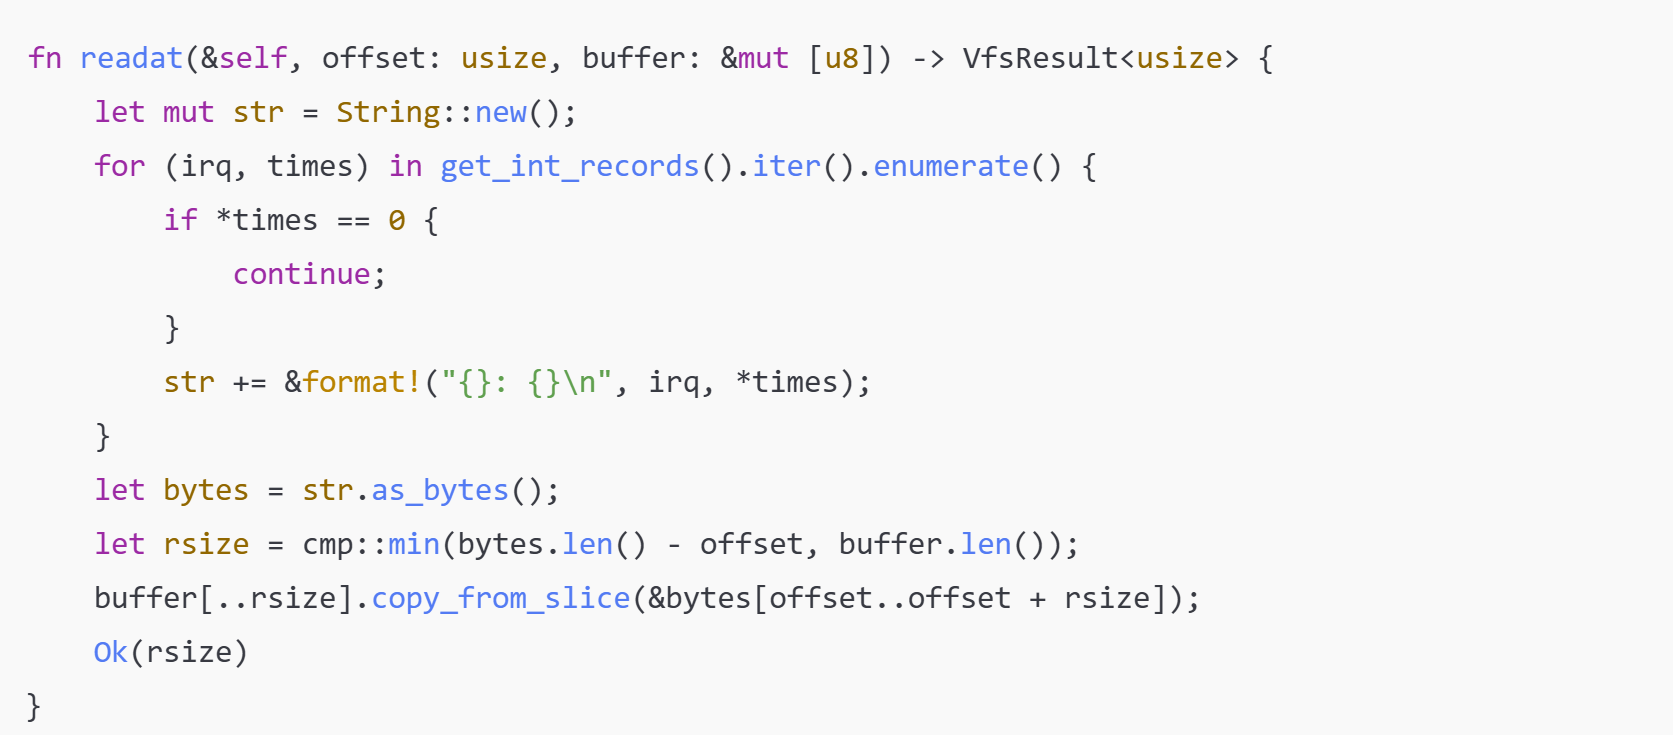 fn readat(&self, offset: usize, buffer: &mut [u8]) -> VfsResult<usize> {
    let mut str = String::new();
    for (irq, times) in get_int_records().iter().enumerate() {
        if *times == 0 {
            continue;
        }
        str += &format!("{}: {}\n", irq, *times);
    }
    let bytes = str.as_bytes();
    let rsize = cmp::min(bytes.len() - offset, buffer.len());
    buffer[..rsize].copy_from_slice(&bytes[offset..offset + rsize]);
    Ok(rsize)
}